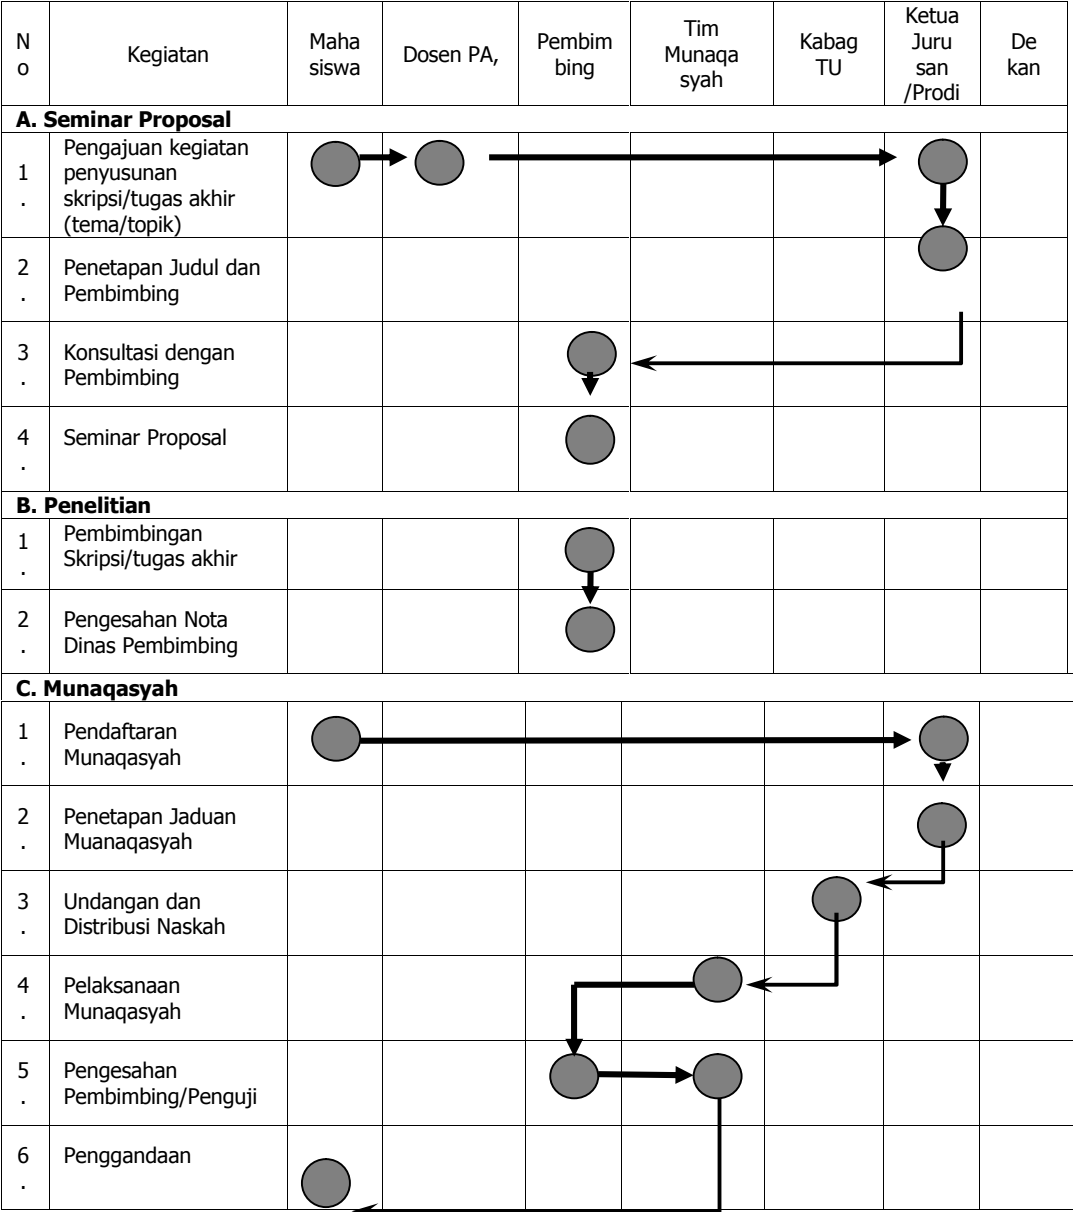 N
o
Kegiatan
Maha
siswa
Dosen PA,
Pembim
bing
Tim
Munaqa
syah
Kabag
TU
Ketua
Juru
san
/Prodi
De
kan
A. Seminar Proposal
1
.
Pengajuan kegiatan
penyusunan
skripsi/tugas akhir
(tema/topik)
2
.
Penetapan Judul dan
Pembimbing
3
.
Konsultasi dengan
Pembimbing
4
.
Seminar Proposal
B. Penelitian
1
.
Pembimbingan
Skripsi/tugas akhir
2
.
Pengesahan Nota
Dinas Pembimbing
C. Munaqasyah
1
.
Pendaftaran
Munaqasyah
2
.
Penetapan Jaduan
Muanaqasyah
3
.
Undangan dan
Distribusi Naskah
4
.
Pelaksanaan
Munaqasyah
5
.
Pengesahan
Pembimbing/Penguji
6
.
Penggandaan